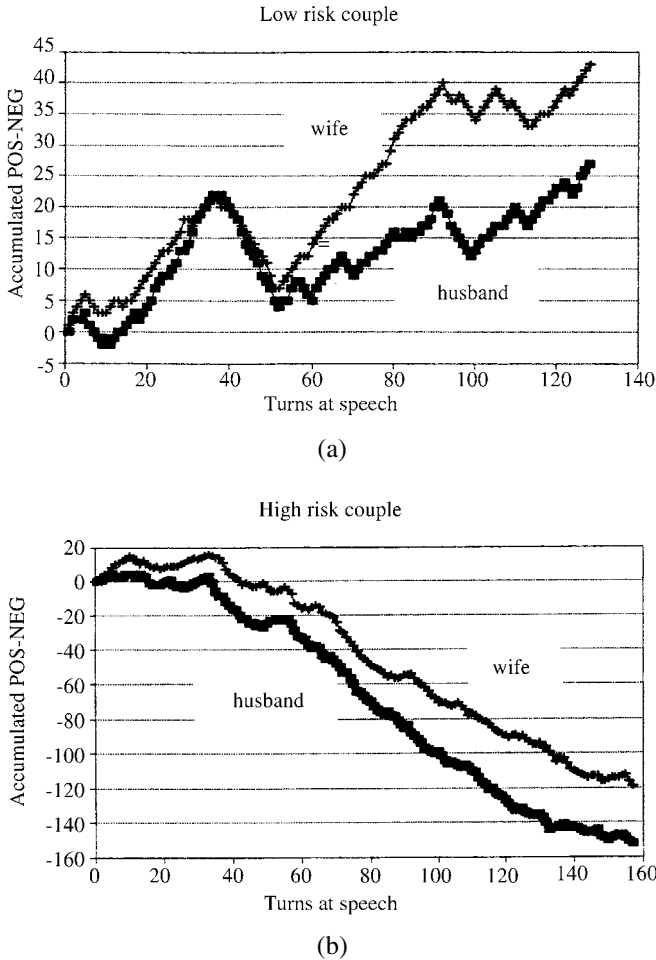 Low risk couple
Accumulated POS-NEG
45
40
35
30
25
20
15
10
5
0
-5
wife
husband
0 20 40 60 80 100 120 140
Turns at speech
(a)
High risk couple
Accumulated POS-NEG
20
0
-20
-40
-60
-80
-100
-120
-140
-160
wife
husband
0 20 40 60 80 100 120 140 160
Turns at speech
(b)